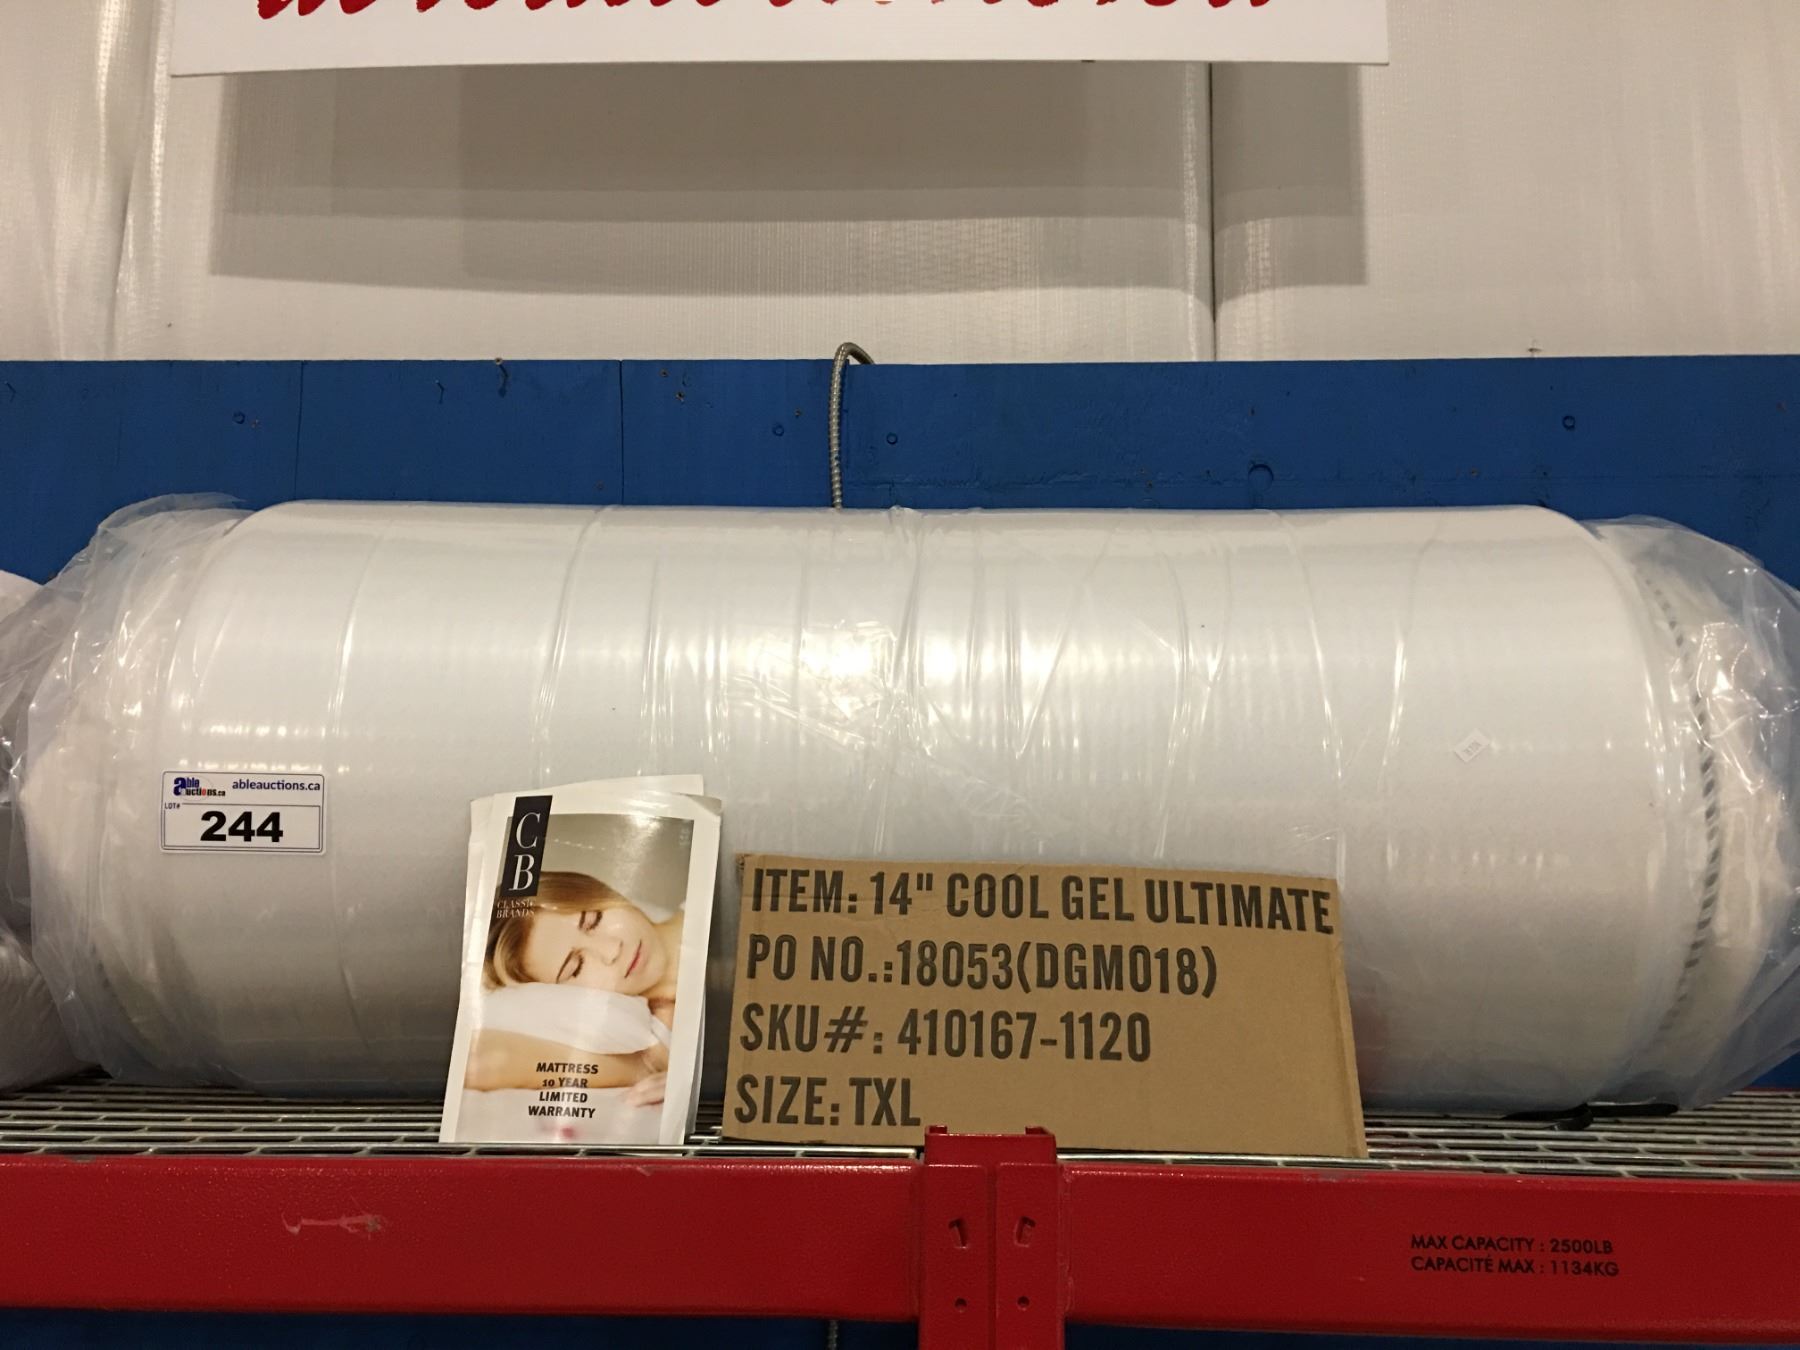 able
auctions.ca
ableauctions.ca
LOT#
244
C
B
CLASSIC
BRANDS
MATTRESS
10 YEAR
LIMITED
WARRANTY
ITEM: 14" COOL GEL ULTIMATE
PO NO.:18053(DGM018)
SKU#: 410167-1120
SIZE: TXL
MAX CAPACITY : 2500LB
CAPACITÉ MAX : 1134KG